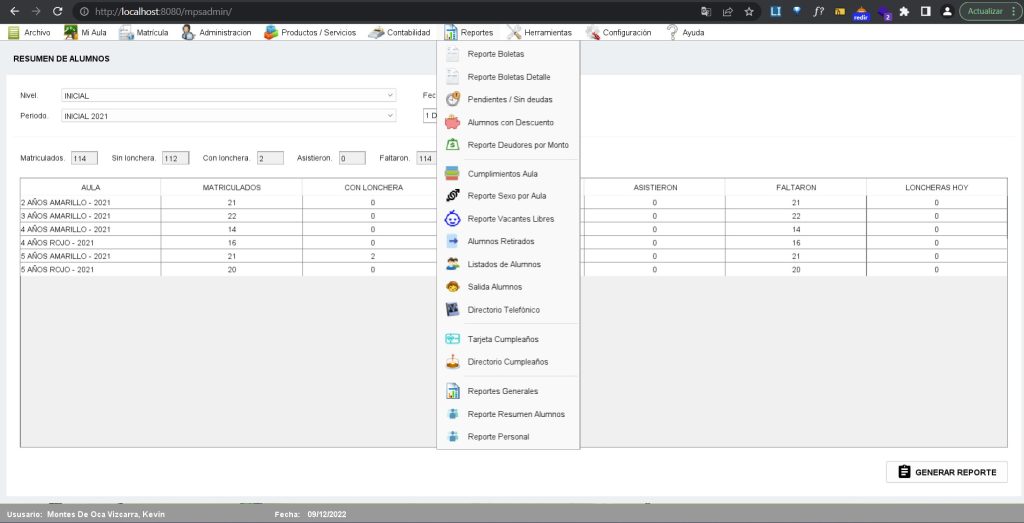 http://localhost:8080/mpsadmin/
f?
redir
2
Actualizar
Archivo Mi Aula Matrícula Administracion Productos / Servicios Contabilidad Reportes Herramientas Configuración Ayuda
RESUMEN DE ALUMNOS
Nivel. INICIAL Fec
Periodo. INICIAL 2021 1 D
Matriculados. 114 Sin lonchera. 112 Con lonchera. 2 Asistieron. 0 Faltaron. 114
Reporte Boletas
Reporte Boletas Detalle
Pendientes / Sin deudas
Alumnos con Descuento
Reporte Deudores por Monto
Cumplimientos Aula
Reporte Sexo por Aula
Reporte Vacantes Libres
Alumnos Retirados
Listados de Alumnos
Salida Alumnos
Directorio Telefónico
Tarjeta Cumpleaños
Directorio Cumpleaños
Reportes Generales
Reporte Resumen Alumnos
Reporte Personal
AULA MATRICULADOS CON LONCHERA ASISTIERON FALTARON LONCHERAS HOY
2 AÑOS AMARILLO - 2021 21 0 0 21 0
3 AÑOS AMARILLO - 2021 22 0 0 22 0
4 AÑOS AMARILLO - 2021 14 0 0 14 0
4 AÑOS ROJO - 2021 16 0 0 16 0
5 AÑOS AMARILLO - 2021 21 2 0 21 0
5 AÑOS ROJO - 2021 20 0 0 20 0
GENERAR REPORTE
Ususario: Montes De Oca Vizcarra, Kevin Fecha: 09/12/2022